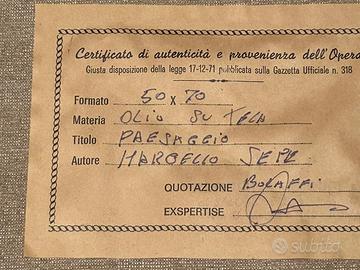 Certificato di autenticità e provenienza dell'Opera
Giusta disposizione della legge 17-12-71 pubblicata sulla Gazzetta Ufficiale n. 318
Formato 50 x 70
Materia OLIO SU TELA
Titolo PAESAGGIO
Autore MARCELLO
QUOTAZIONE BOLAFFI
EXSPERTISE
subito